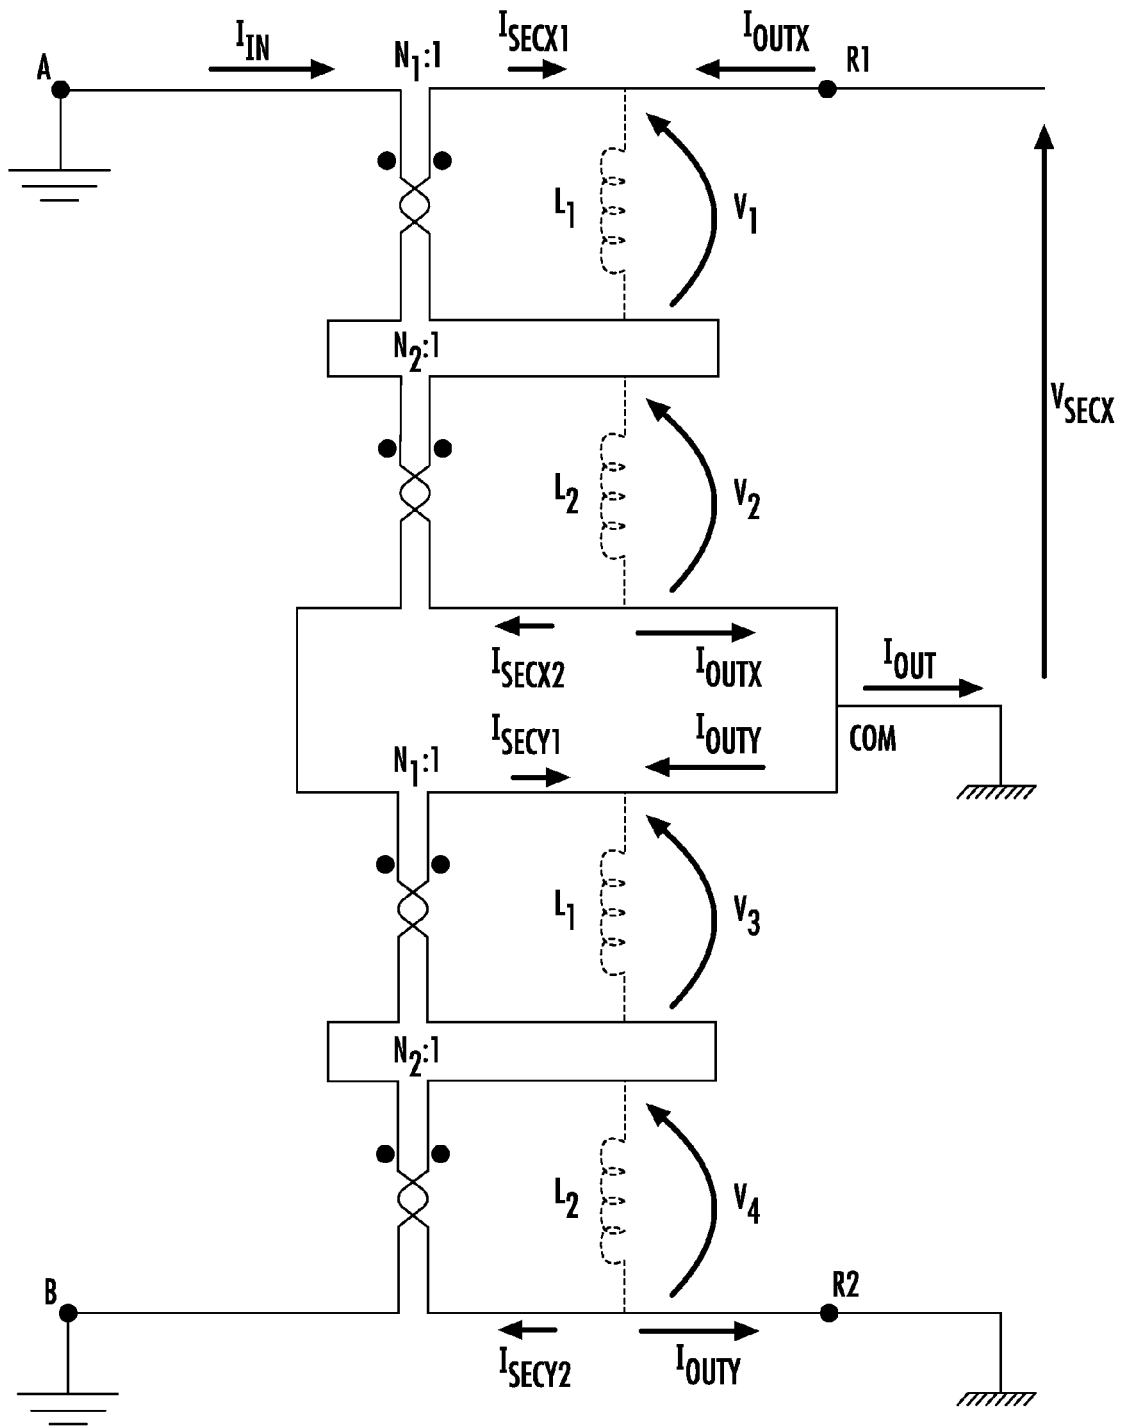 I_IN
N_1:1
I_SECX1
I_OUTX
A
R1
L_1
V_1
N_2:1
V_SECX
L_2
V_2
I_SECX2
I_OUTX
I_OUT
I_SECY1
I_OUTY
COM
N_1:1
L_1
V_3
N_2:1
L_2
V_4
B
R2
I_SECY2
I_OUTY